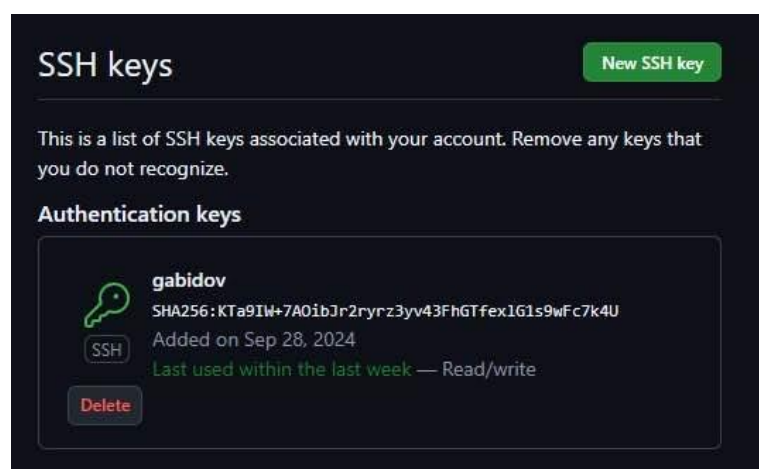 SSH keys
New SSH key
This is a list of SSH keys associated with your account. Remove any keys that
you do not recognize.
Authentication keys
gabidov
SHA256:KTa9IW+7AOibJr2ryrz3yv43FhGTfexlG1s9wFc7k4U
SSH
Added on Sep 28, 2024
Last used within the last week — Read/write
Delete